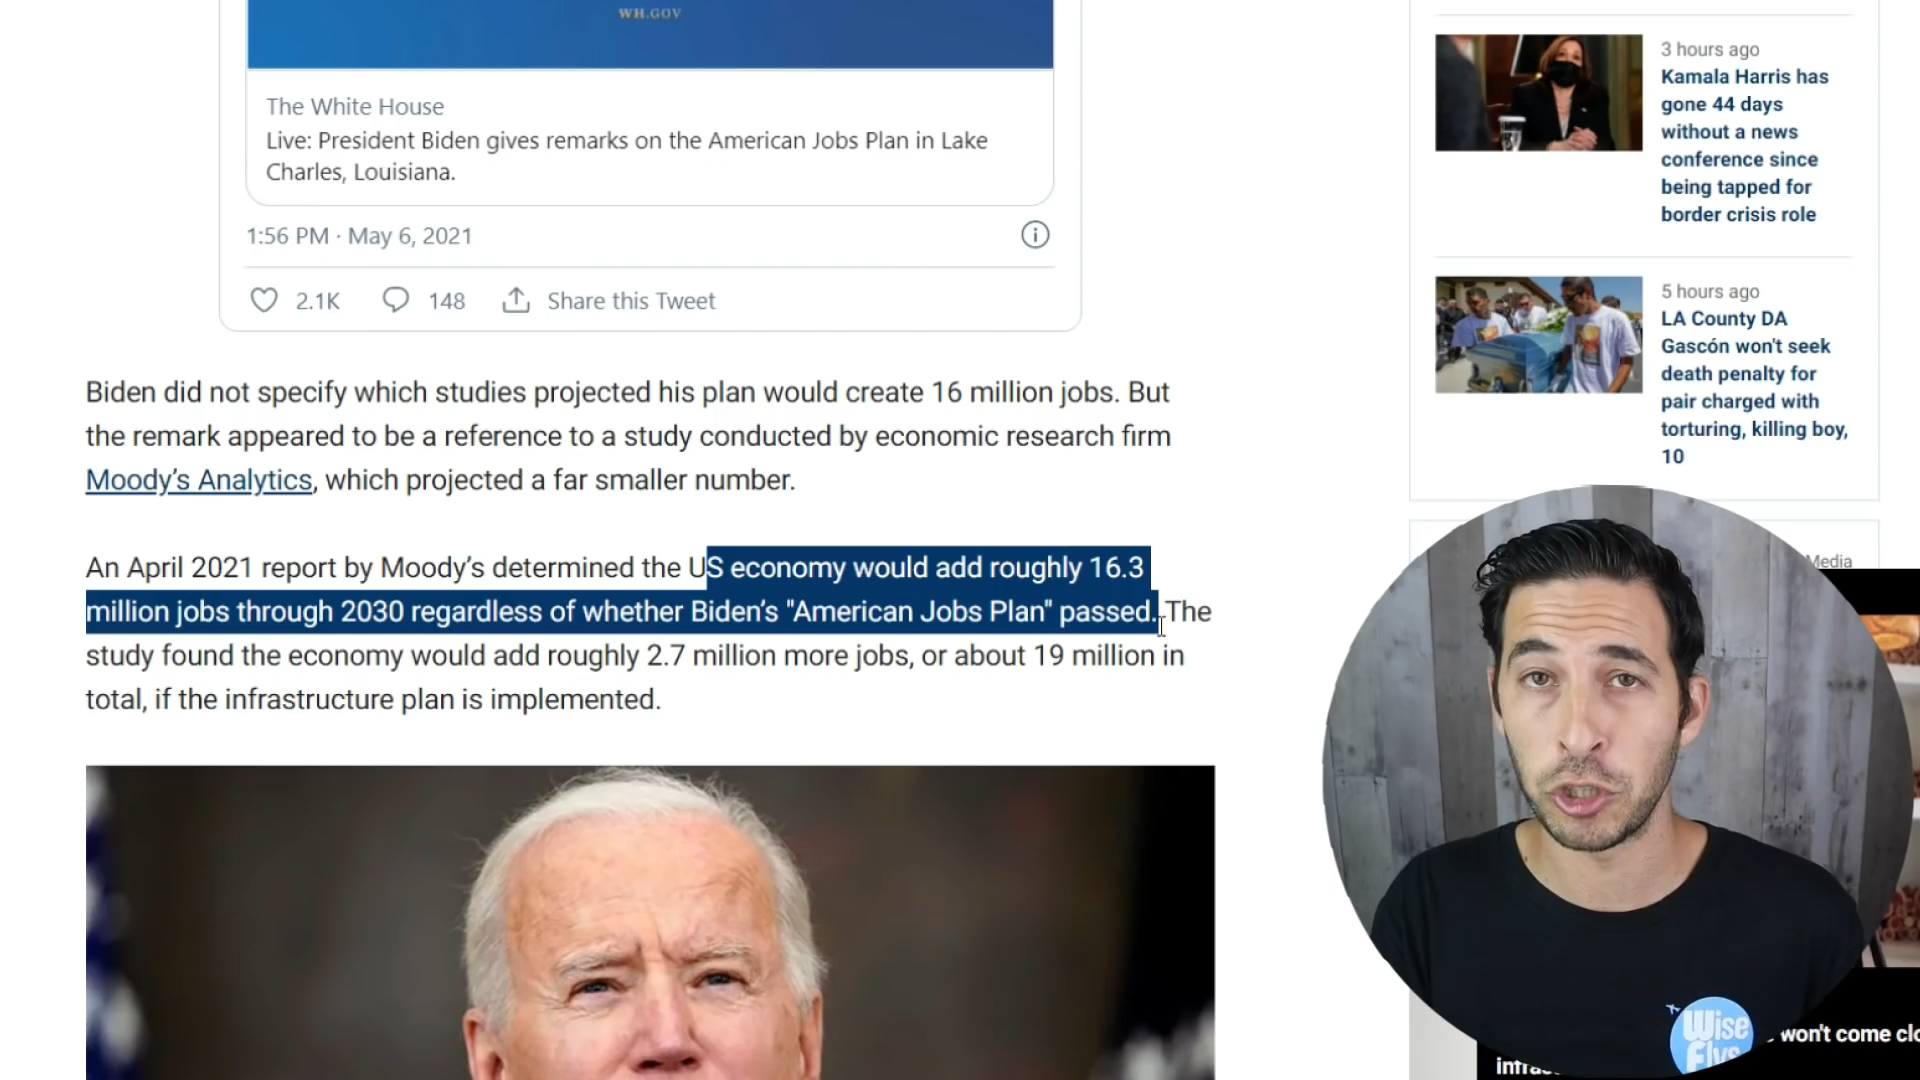 WH.GOV
The White House
Live: President Biden gives remarks on the American Jobs Plan in Lake
Charles, Louisiana.
1:56 PM · May 6, 2021
2.1K
148
Share this Tweet
Biden did not specify which studies projected his plan would create 16 million jobs. But
the remark appeared to be a reference to a study conducted by economic research firm
Moody’s Analytics, which projected a far smaller number.
An April 2021 report by Moody’s determined the US economy would add roughly 16.3
million jobs through 2030 regardless of whether Biden’s "American Jobs Plan" passed. The
study found the economy would add roughly 2.7 million more jobs, or about 19 million in
total, if the infrastructure plan is implemented.
3 hours ago
Kamala Harris has
gone 44 days
without a news
conference since
being tapped for
border crisis role
5 hours ago
LA County DA
Gascón won't seek
death penalty for
pair charged with
torturing, killing boy,
10
Media
Wise
Flys
won't come